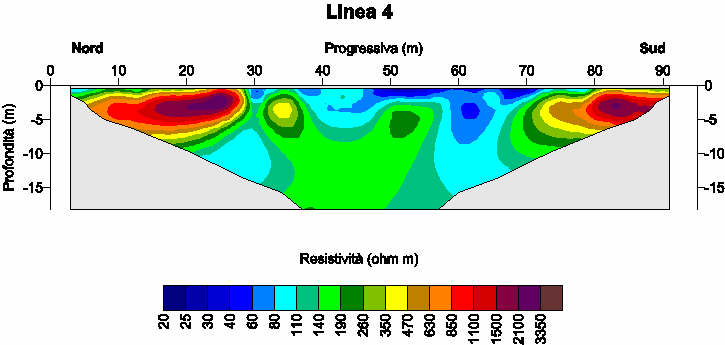 Linea 4
Nord Progressiva (m) Sud
0 10 20 30 40 50 60 70 80 90
Profondità (m)
0 0
-5 -5
-10 -10
-15 -15
Resistività (ohm m)
20 25 30 40 60 80 110 140 190 260 350 470 630 850 1100 1500 2100 3350